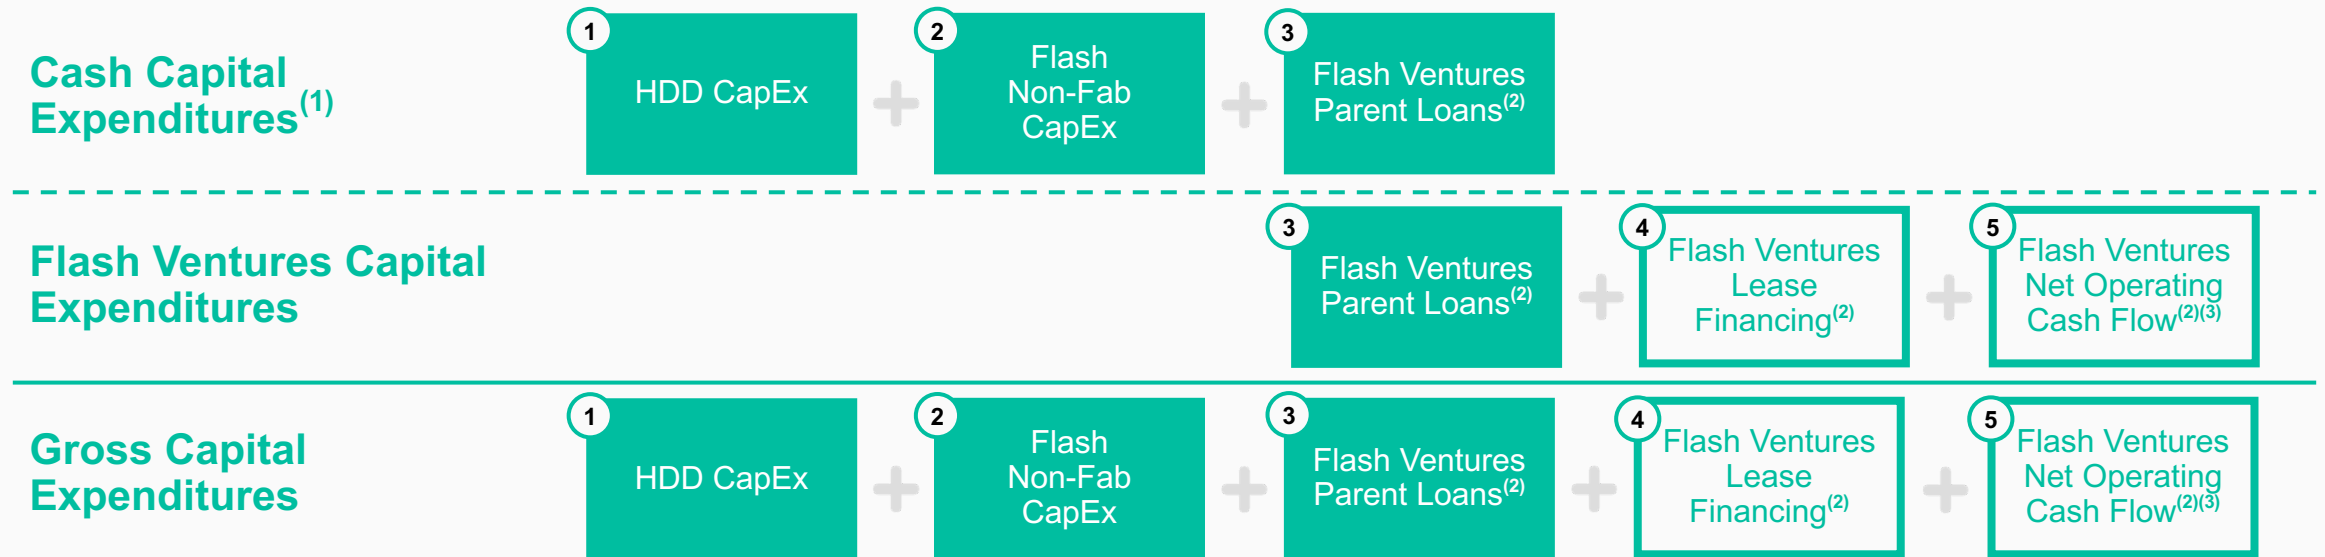 Cash Capital
Expenditures(1)
1
HDD CapEx
2
Flash
Non-Fab
CapEx
3
Flash Ventures
Parent Loans(2)
Flash Ventures Capital
Expenditures
3
Flash Ventures
Parent Loans(2)
4
Flash Ventures
Lease
Financing(2)
5
Flash Ventures
Net Operating
Cash Flow(2)(3)
Gross Capital
Expenditures
1
HDD CapEx
2
Flash
Non-Fab
CapEx
3
Flash Ventures
Parent Loans(2)
4
Flash Ventures
Lease
Financing(2)
5
Flash Ventures
Net Operating
Cash Flow(2)(3)